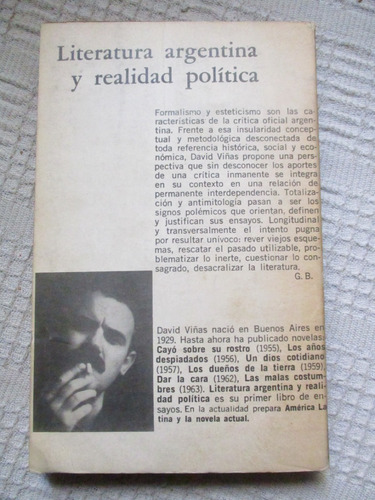 Literatura argentina
y realidad política
Formalismo y esteticismo son las ca-
racterísticas de la crítica oficial argen-
tina. Frente a esa insularidad concep-
tual y metodológica desconectada de
toda referencia histórica, social y eco-
nómica, David Viñas propone una pers-
pectiva que sin desconocer los aportes
de una crítica inmanente se integra
en su contexto en una relación de
permanente interdependencia. Totali-
zación y antimitología pasan a ser los
signos polémicos que orientan, definen
y justifican sus ensayos. Longitudinal
y transversalmente el intento pugna
por resultar unívoco: rever viejos esque-
mas, rescatar el pasado utilizable, pro-
blematizar lo inerte, cuestionar lo con-
sagrado, desacralizar la literatura.
G. B.
David Viñas nació en Buenos Aires en
1929. Hasta ahora ha publicado novelas:
Cayó sobre su rostro (1955), Los años
despiadados (1956), Un dios cotidiano
(1957), Los dueños de la tierra (1959),
Dar la cara (1962), Las malas costum-
bres (1963). Literatura argentina y reali-
dad política es su primer libro de en-
sayos. En la actualidad prepara América La-
tina y la novela actual.